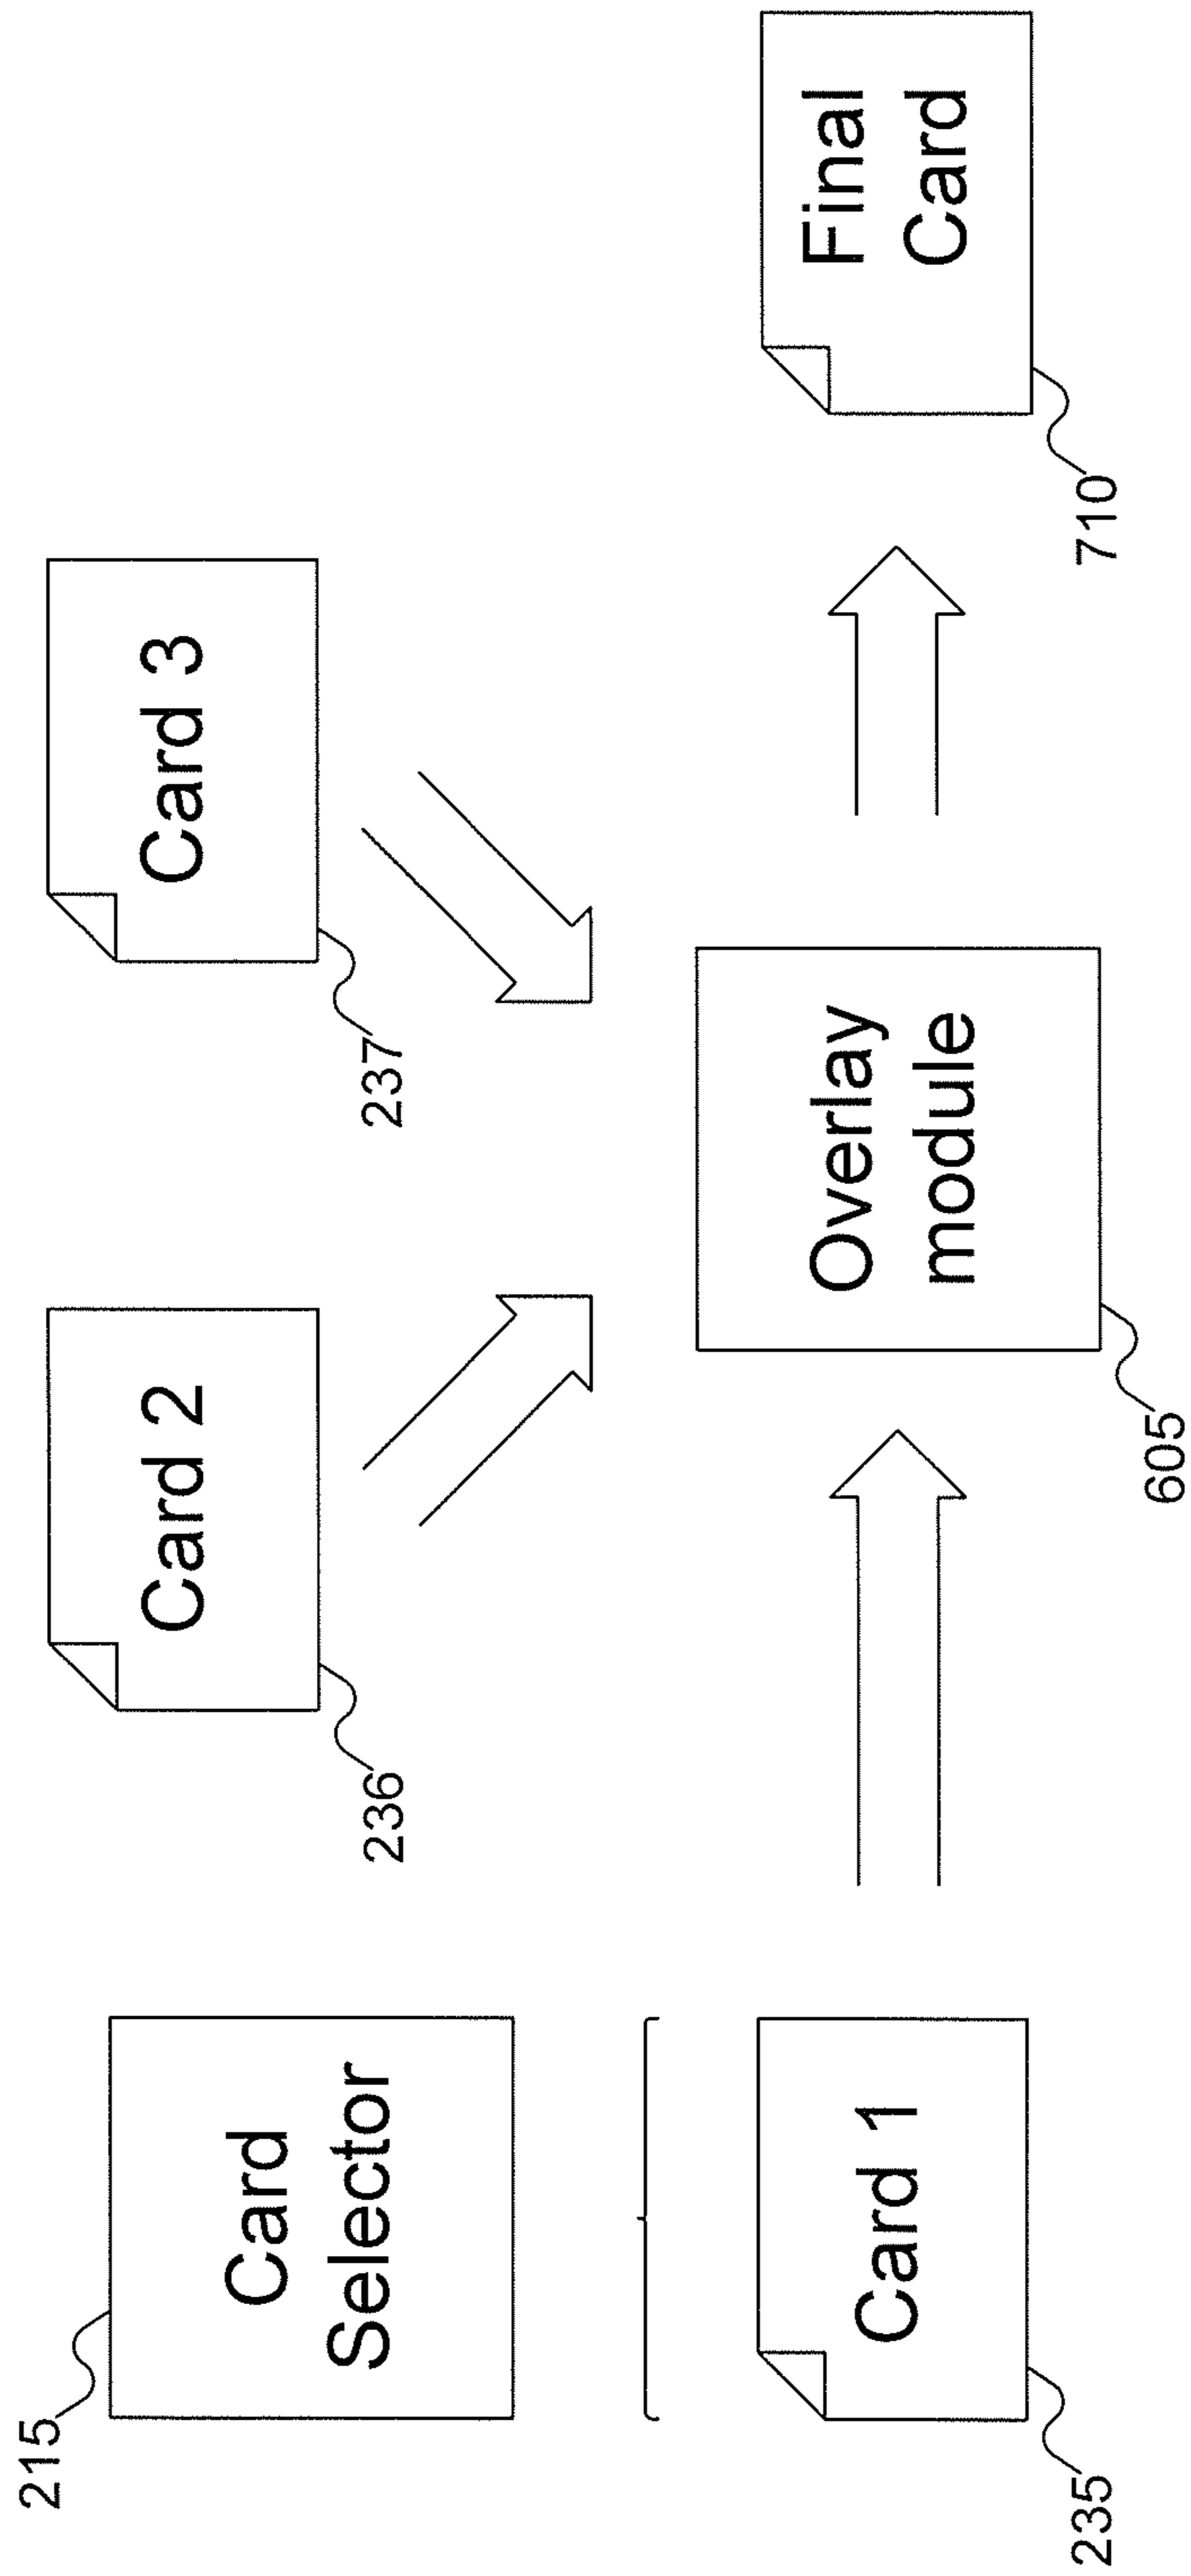 215
Card
Selector
Card 2
236
Card 3
237
Card 1
235
Overlay
module
605
Final
Card
710